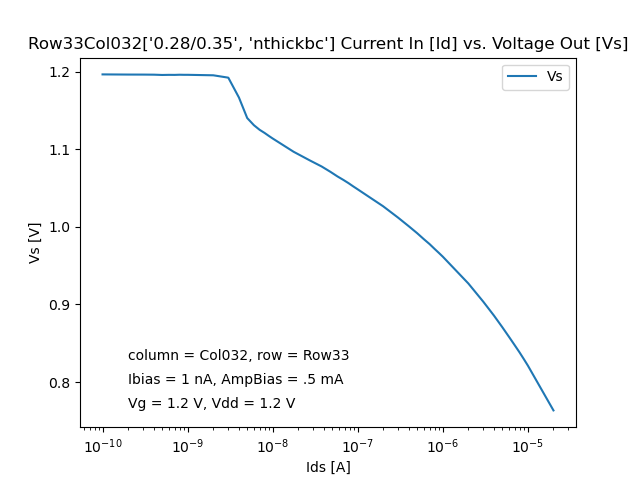 Row33Col032['0.28/0.35', 'nthickbc'] Current In [Id] vs. Voltage Out [Vs]
Vs
1.2
1.1
1.0
0.9
0.8
Vs [V]
column = Col032, row = Row33
Ibias = 1 nA, AmpBias = .5 mA
Vg = 1.2 V, Vdd = 1.2 V
10⁻¹⁰ 10⁻⁹ 10⁻⁸ 10⁻⁷ 10⁻⁶ 10⁻⁵
Ids [A]